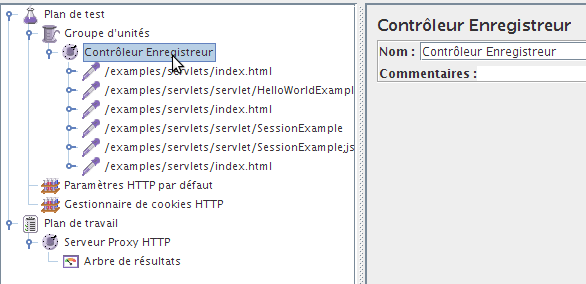 Plan de test
Groupe d'unités
Contrôleur Enregistreur
/examples/servlets/index.html
/examples/servlets/servlet/HelloWorldExampl
/examples/servlets/index.html
/examples/servlets/servlet/SessionExample
/examples/servlets/servlet/SessionExample;js
/examples/servlets/index.html
Paramètres HTTP par défaut
Gestionnaire de cookies HTTP
Plan de travail
Serveur Proxy HTTP
Arbre de résultats
Contrôleur Enregistreur
Nom : Contrôleur Enregistreur
Commentaires :